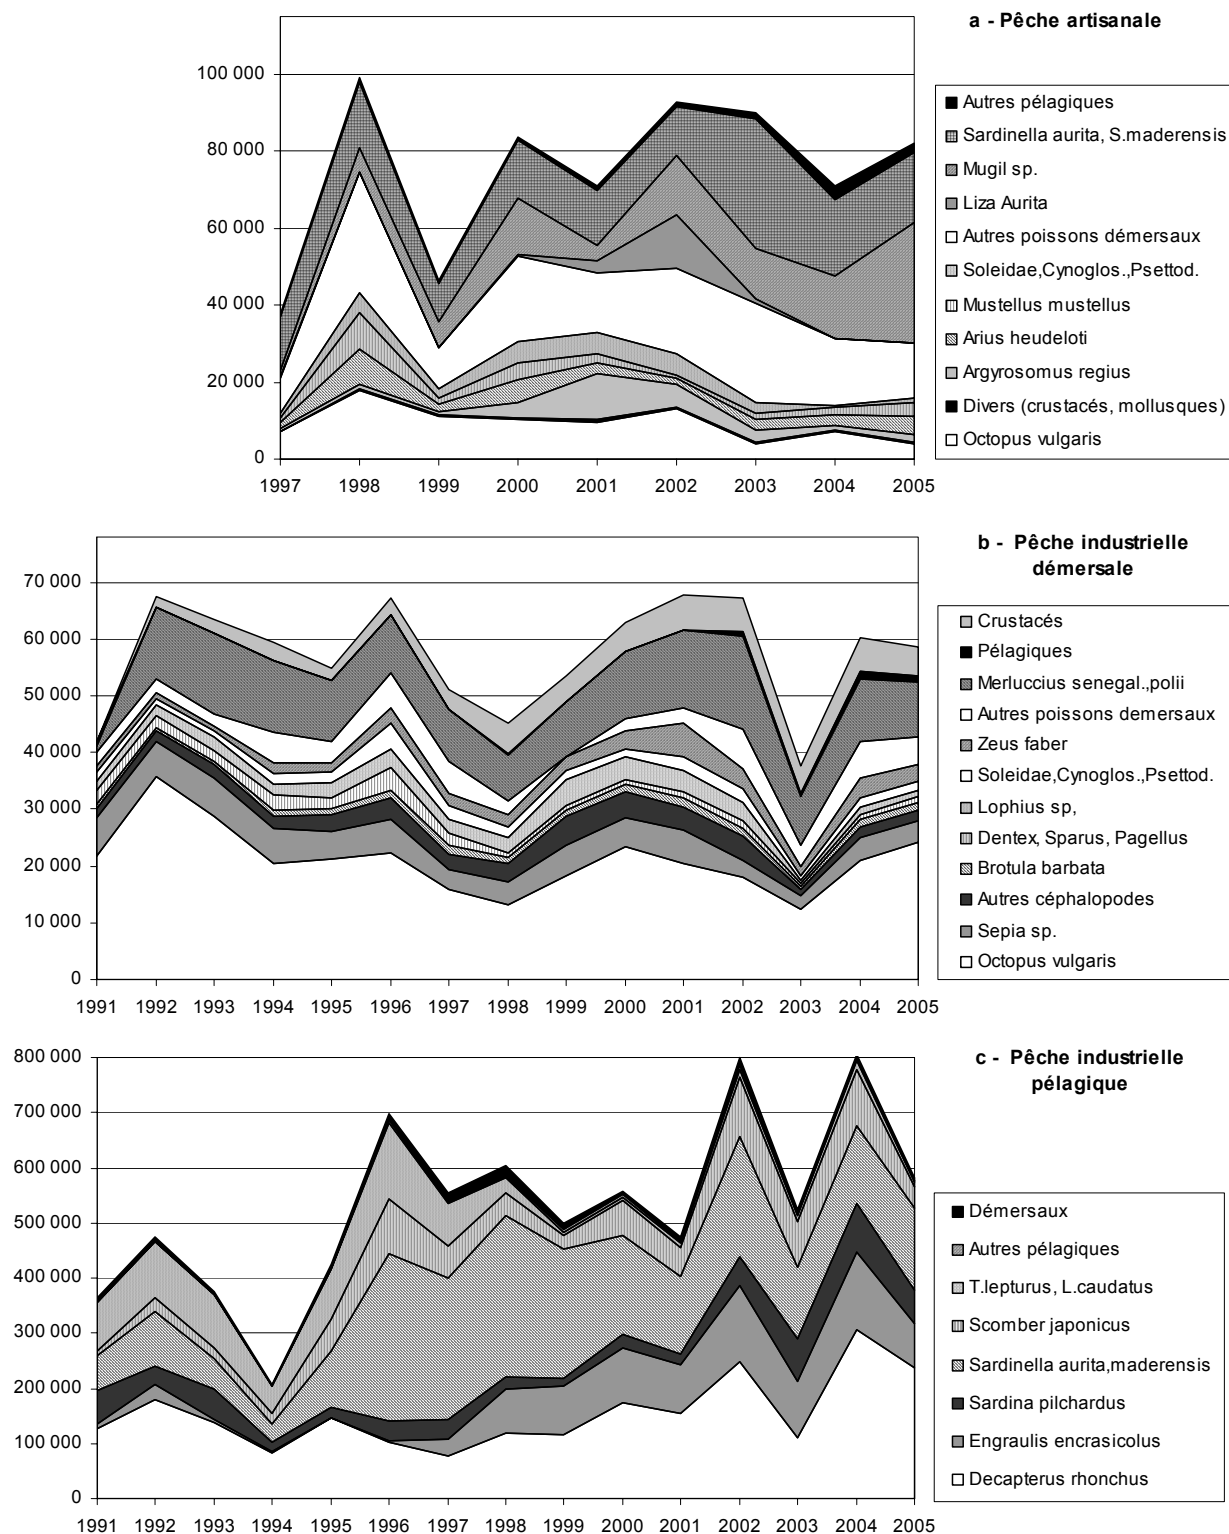 a - Pêche artisanale
100 000
80 000
60 000
40 000
20 000
0
1997 1998 1999 2000 2001 2002 2003 2004 2005
Autres pélagiques
Sardinella aurita, S.maderensis
Mugil sp.
Liza Aurita
Autres poissons démersaux
Soleidae,Cynoglos.,Psettod.
Mustellus mustellus
Arius heudeloti
Argyrosomus regius
Divers (crustacés, mollusques)
Octopus vulgaris
b - Pêche industrielle
démersale
70 000
60 000
50 000
40 000
30 000
20 000
10 000
0
1991 1992 1993 1994 1995 1996 1997 1998 1999 2000 2001 2002 2003 2004 2005
Crustacés
Pélagiques
Merluccius senegal.,polii
Autres poissons demersaux
Zeus faber
Soleidae,Cynoglos.,Psettod.
Lophius sp,
Dentex, Sparus, Pagellus
Brotula barbata
Autres céphalopodes
Sepia sp.
Octopus vulgaris
c - Pêche industrielle
pélagique
800 000
700 000
600 000
500 000
400 000
300 000
200 000
100 000
0
1991 1992 1993 1994 1995 1996 1997 1998 1999 2000 2001 2002 2003 2004 2005
Démersaux
Autres pélagiques
T.lepturus, L.caudatus
Scomber japonicus
Sardinella aurita,maderensis
Sardina pilchardus
Engraulis encrasicolus
Decapterus rhonchus